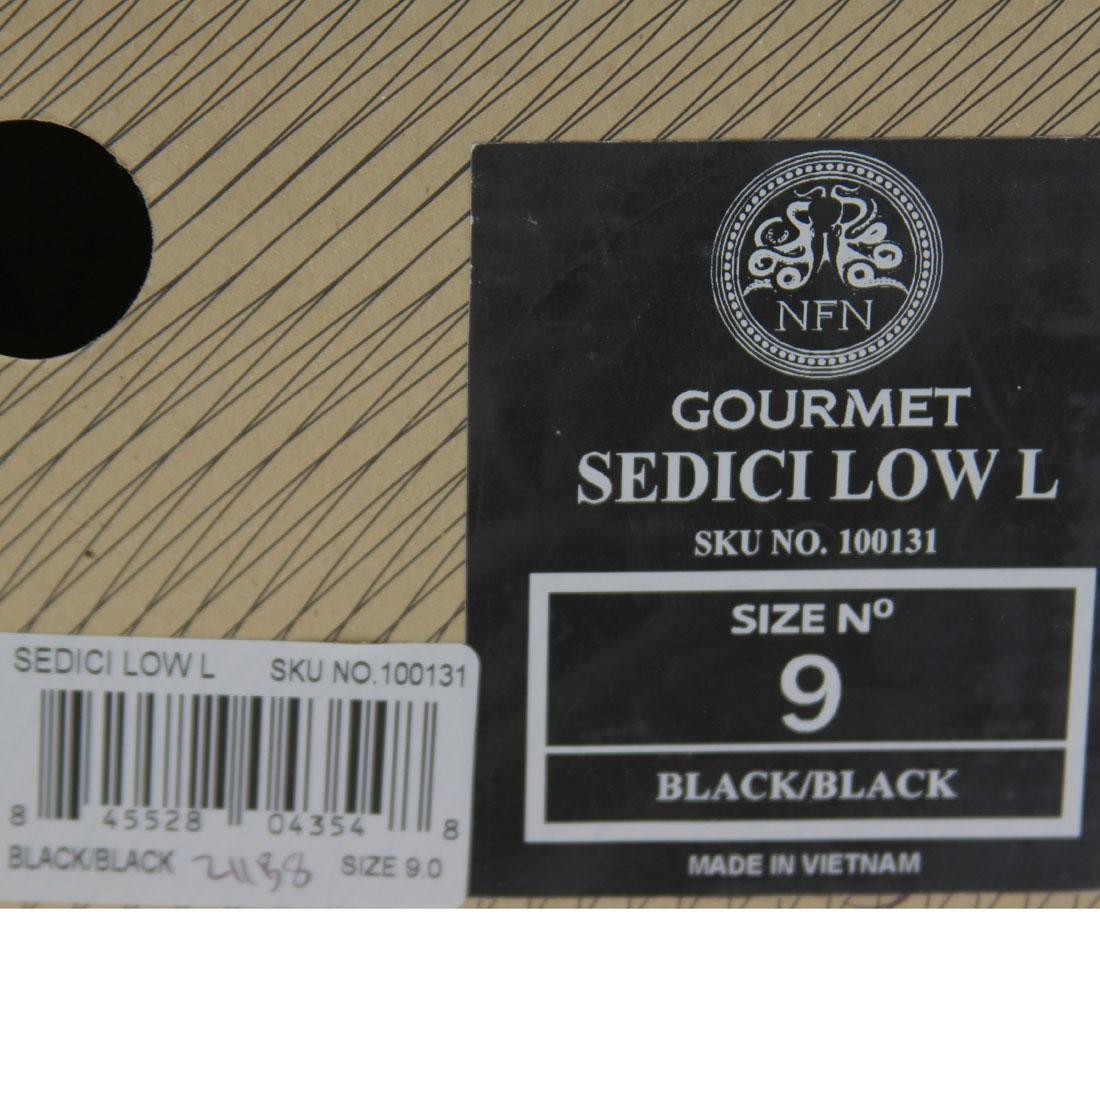 NFN
GOURMET
SEDICI LOW L
SKU NO. 100131
SIZE Nº
9
BLACK/BLACK
MADE IN VIETNAM
SEDICI LOW L SKU NO.100131
8 45528 04354 8
BLACK/BLACK SIZE 9.0